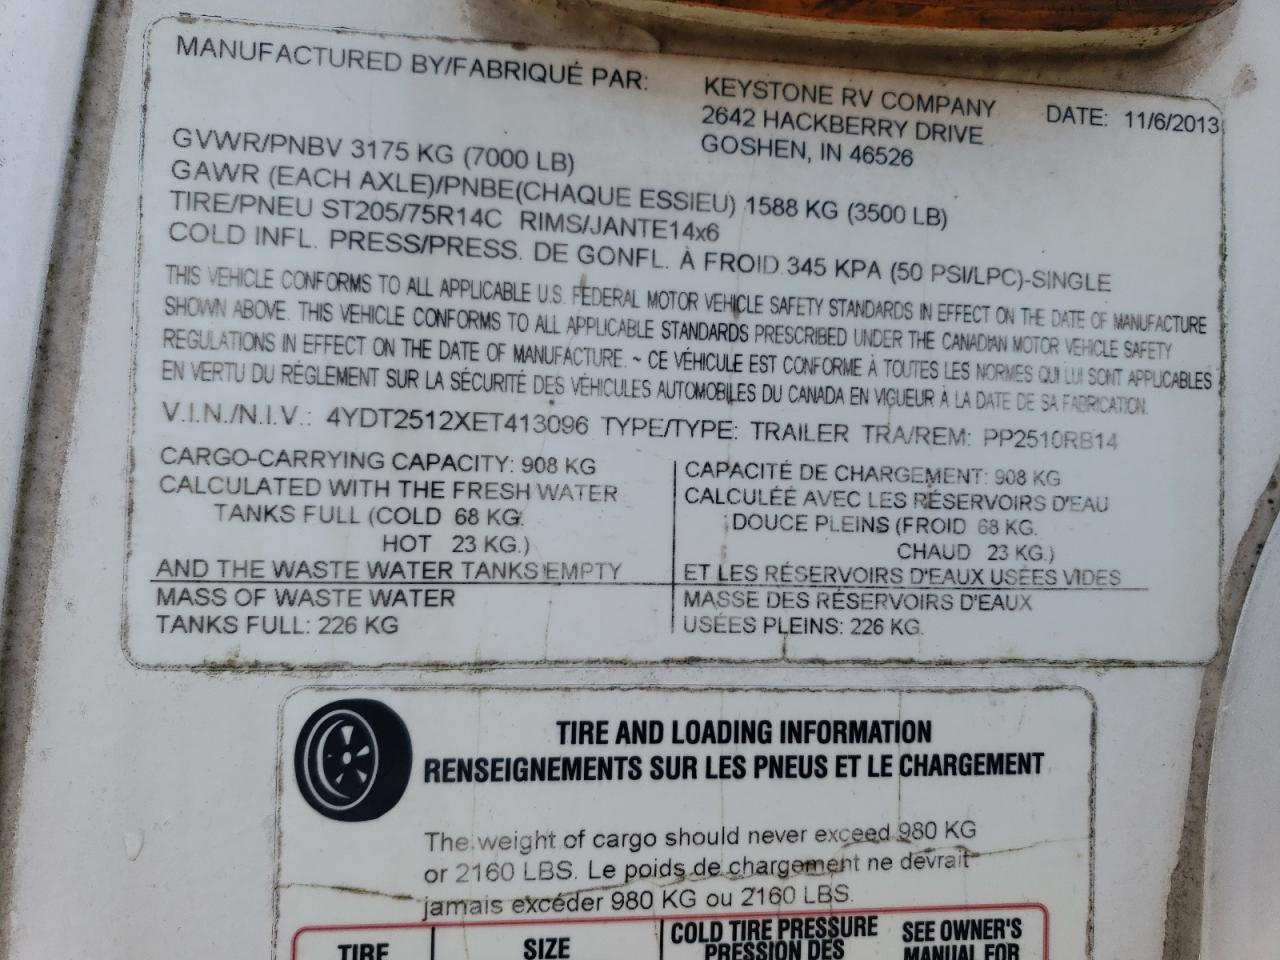 MANUFACTURED BY/FABRIQUÉ PAR: KEYSTONE RV COMPANY DATE: 11/6/2013
2642 HACKBERRY DRIVE
GOSHEN, IN 46526
GVWR/PNBV 3175 KG (7000 LB)
GAWR (EACH AXLE)/PNBE(CHAQUE ESSIEU) 1588 KG (3500 LB)
TIRE/PNEU ST205/75R14C RIMS/JANTE14x6
COLD INFL. PRESS/PRESS. DE GONFL. À FROID 345 KPA (50 PSI/LPC)-SINGLE
THIS VEHICLE CONFORMS TO ALL APPLICABLE U.S. FEDERAL MOTOR VEHICLE SAFETY STANDARDS IN EFFECT ON THE DATE OF MANUFACTURE
SHOWN ABOVE. THIS VEHICLE CONFORMS TO ALL APPLICABLE STANDARDS PRESCRIBED UNDER THE CANADIAN MOTOR VEHICLE SAFETY
REGULATIONS IN EFFECT ON THE DATE OF MANUFACTURE. ~ CE VÉHICULE EST CONFORME À TOUTES LES NORMES QUI LUI SONT APPLICABLES
EN VERTU DU RÈGLEMENT SUR LA SÉCURITÉ DES VÉHICULES AUTOMOBILES DU CANADA EN VIGUEUR À LA DATE DE SA FABRICATION.
V.I.N./N.I.V.: 4YDT2512XET413096 TYPE/TYPE: TRAILER TRA/REM: PP2510RB14
CARGO-CARRYING CAPACITY: 908 KG
CALCULATED WITH THE FRESH WATER
TANKS FULL (COLD 68 KG.
HOT 23 KG.)
AND THE WASTE WATER TANKS EMPTY
MASS OF WASTE WATER
TANKS FULL: 226 KG
CAPACITÉ DE CHARGEMENT: 908 KG
CALCULÉE AVEC LES RÉSERVOIRS D'EAU
DOUCE PLEINS (FROID 68 KG.
CHAUD 23 KG.)
ET LES RÉSERVOIRS D'EAUX USÉES VIDES
MASSE DES RÉSERVOIRS D'EAUX
USÉES PLEINS: 226 KG.
TIRE AND LOADING INFORMATION
RENSEIGNEMENTS SUR LES PNEUS ET LE CHARGEMENT
The weight of cargo should never exceed 980 KG
or 2160 LBS. Le poids de chargement ne devrait
jamais excéder 980 KG ou 2160 LBS.
TIRE SIZE COLD TIRE PRESSURE SEE OWNER'S
PRESSION DES MANUAL FOR